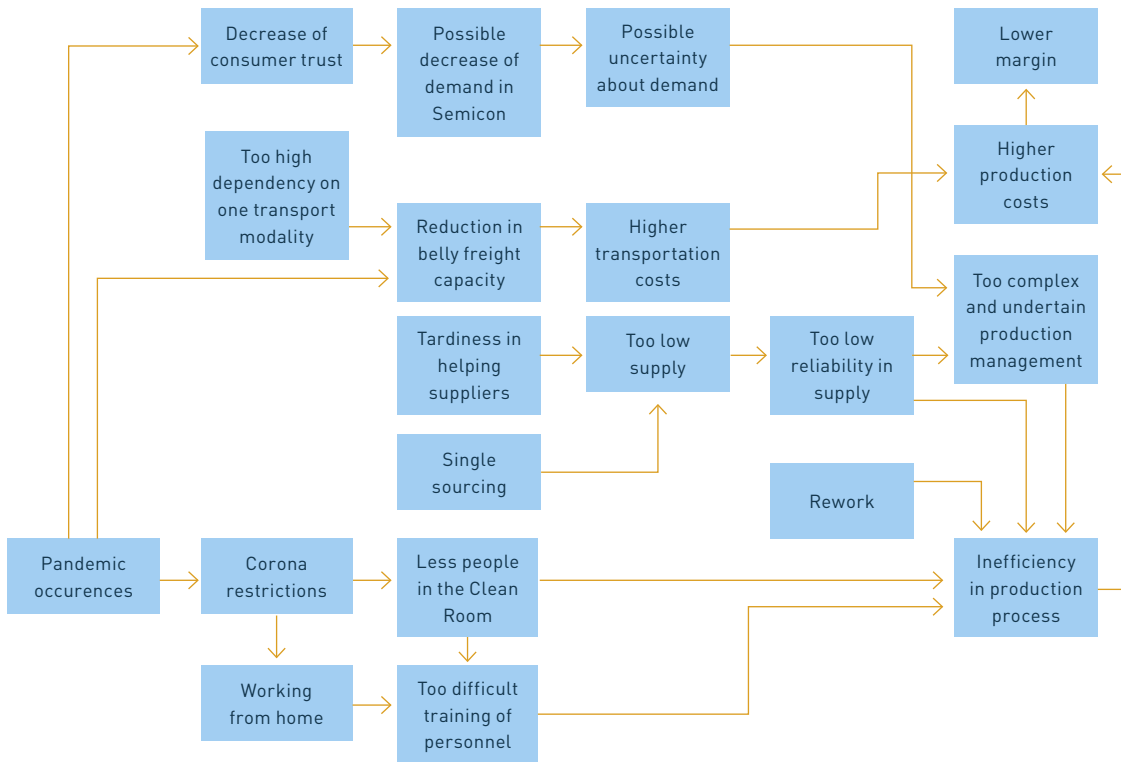 Decrease of
consumer trust
Possible
decrease of
demand in
Semicon
Possible
uncertainty
about demand
Lower
margin
Too high
dependency on
one transport
modality
Higher
production
costs
Reduction in
belly freight
capacity
Higher
transportation
costs
Too complex
and undertain
production
management
Tardiness in
helping
suppliers
Too low
supply
Too low
reliability in
supply
Single
sourcing
Rework
Pandemic
occurences
Corona
restrictions
Less people
in the Clean
Room
Inefficiency
in production
process
Working
from home
Too difficult
training of
personnel